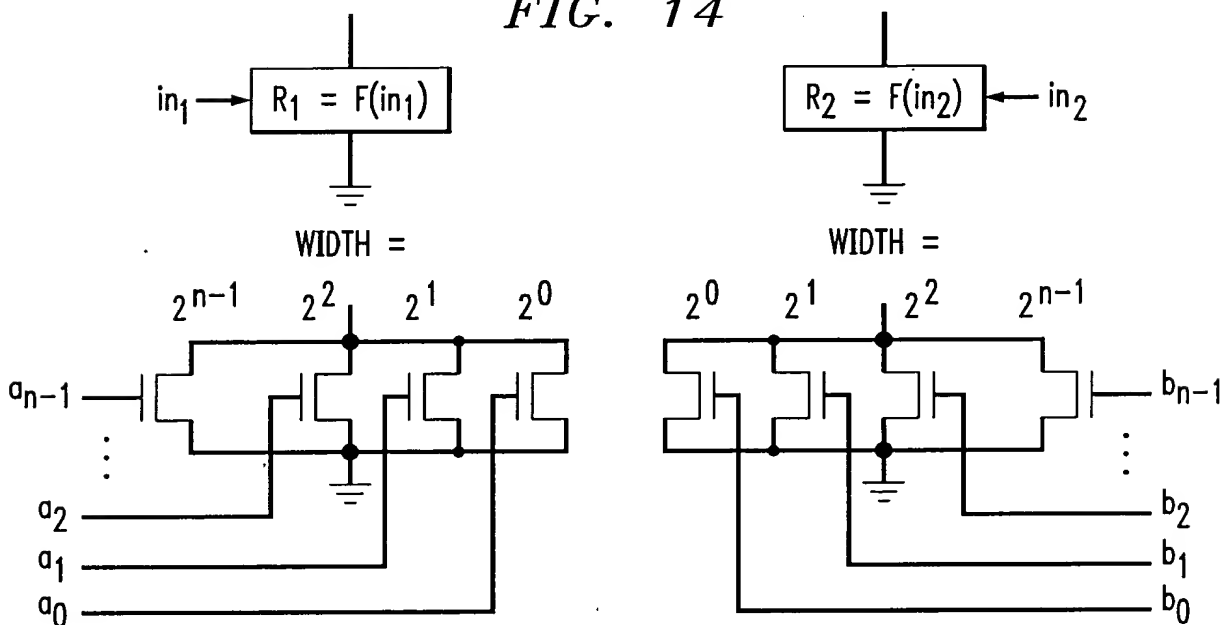 FIG. 14
in₁ R₁ = F(in₁)
R₂ = F(in₂) in₂
WIDTH =
WIDTH =
2ⁿ⁻¹ 2² 2¹ 2⁰
2⁰ 2¹ 2² 2ⁿ⁻¹
aₙ₋₁
bₙ₋₁
a₂
b₂
a₁
b₁
a₀
b₀